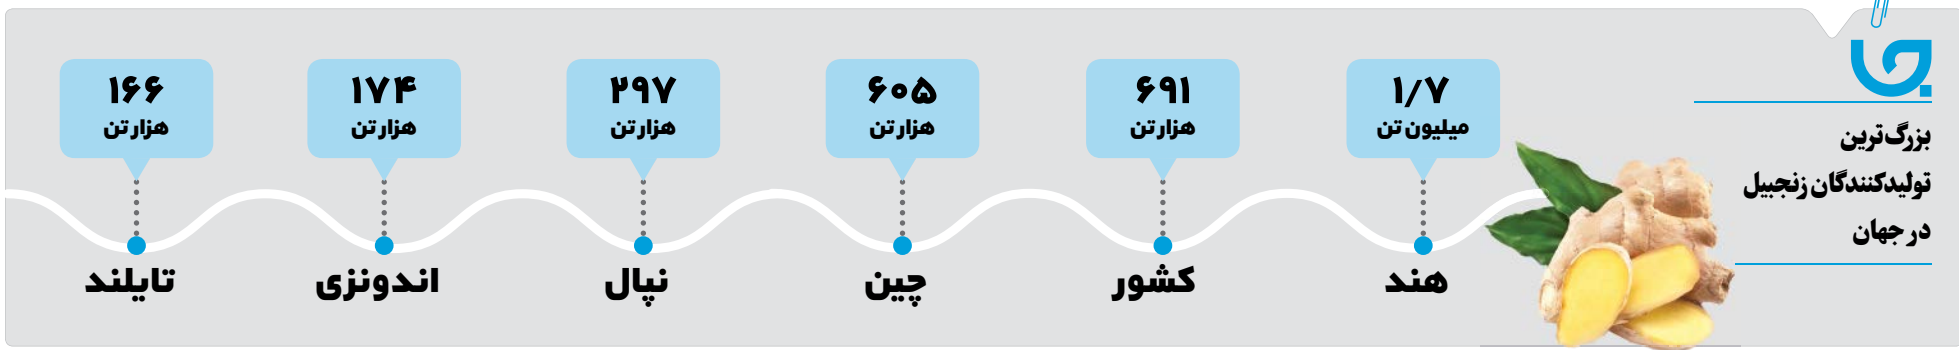 بزرگ‌ترین
تولیدکنندگان زنجبیل
در جهان
۱/۷
میلیون تن
هند
۶۹۱
هزار تن
کشور
۶۰۵
هزار تن
چین
۲۹۷
هزار تن
نپال
۱۷۴
هزار تن
اندونزی
۱۶۶
هزار تن
تایلند